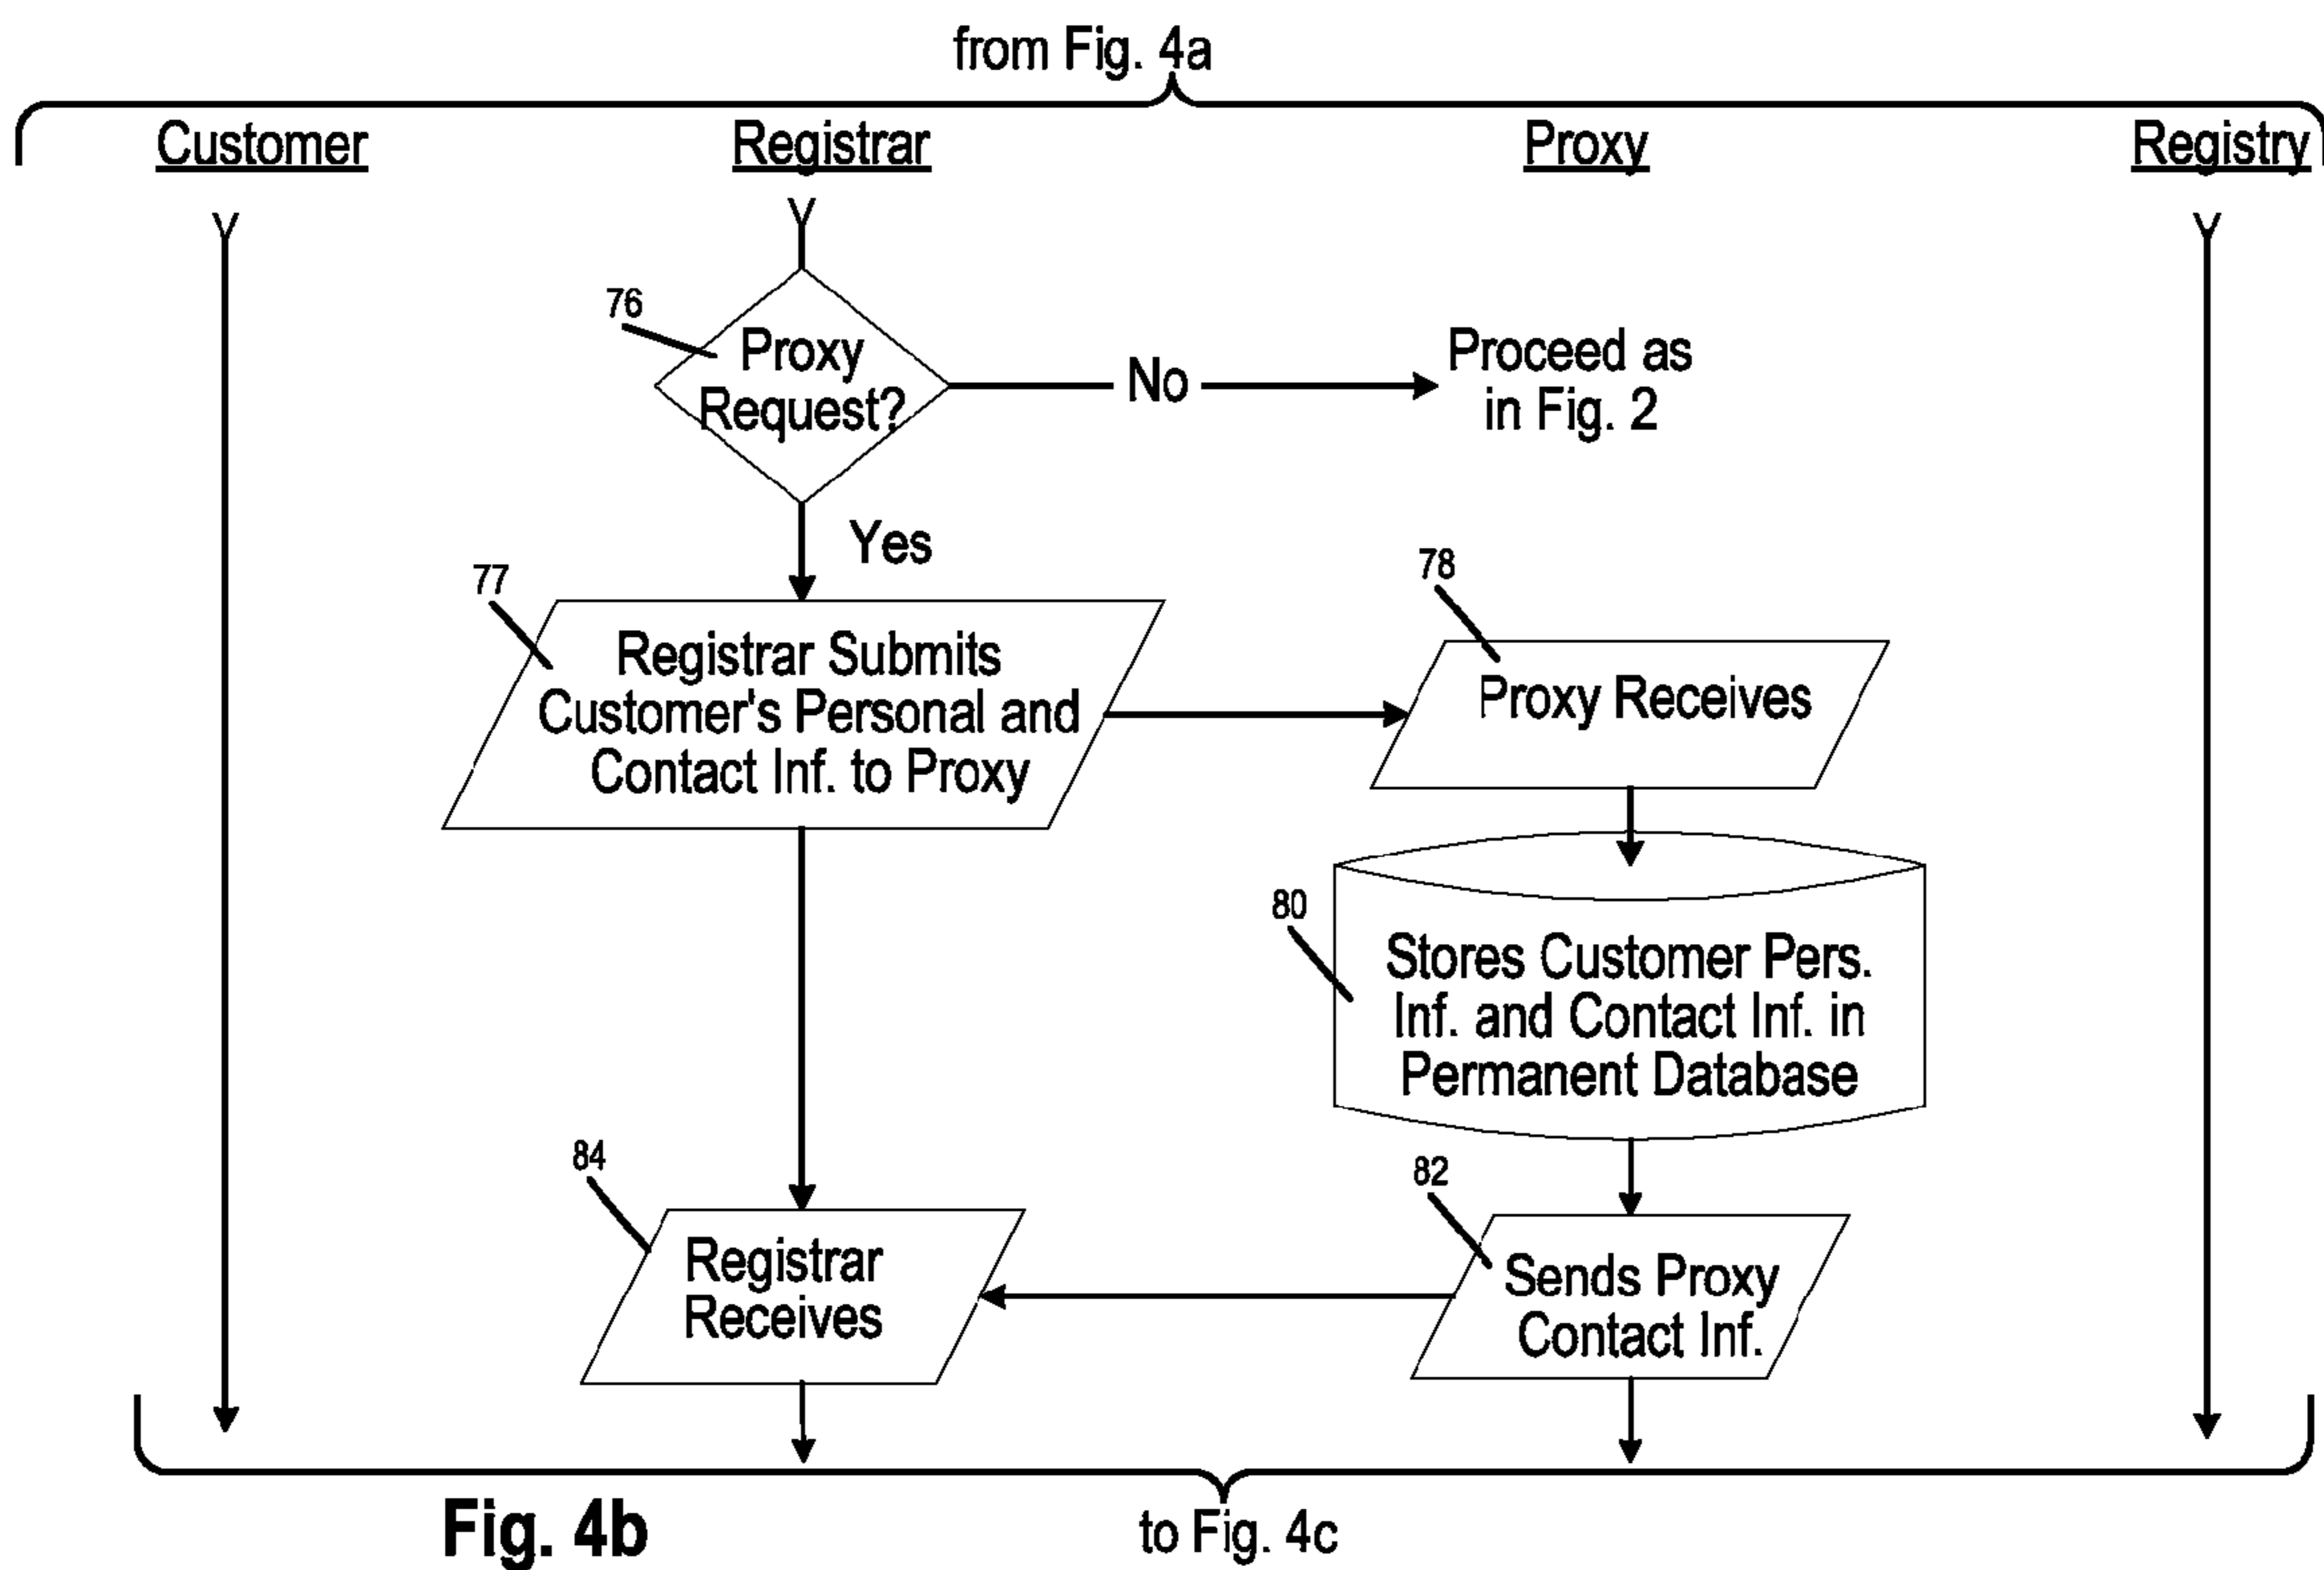 from Fig. 4a
Customer
Registrar
Proxy
Registry
76
Proxy
Request?
No
Proceed as
in Fig. 2
Yes
77
Registrar Submits
Customer's Personal and
Contact Inf. to Proxy
78
Proxy Receives
80
Stores Customer Pers.
Inf. and Contact Inf. in
Permanent Database
84
Registrar
Receives
82
Sends Proxy
Contact Inf.
Fig. 4b
to Fig. 4c